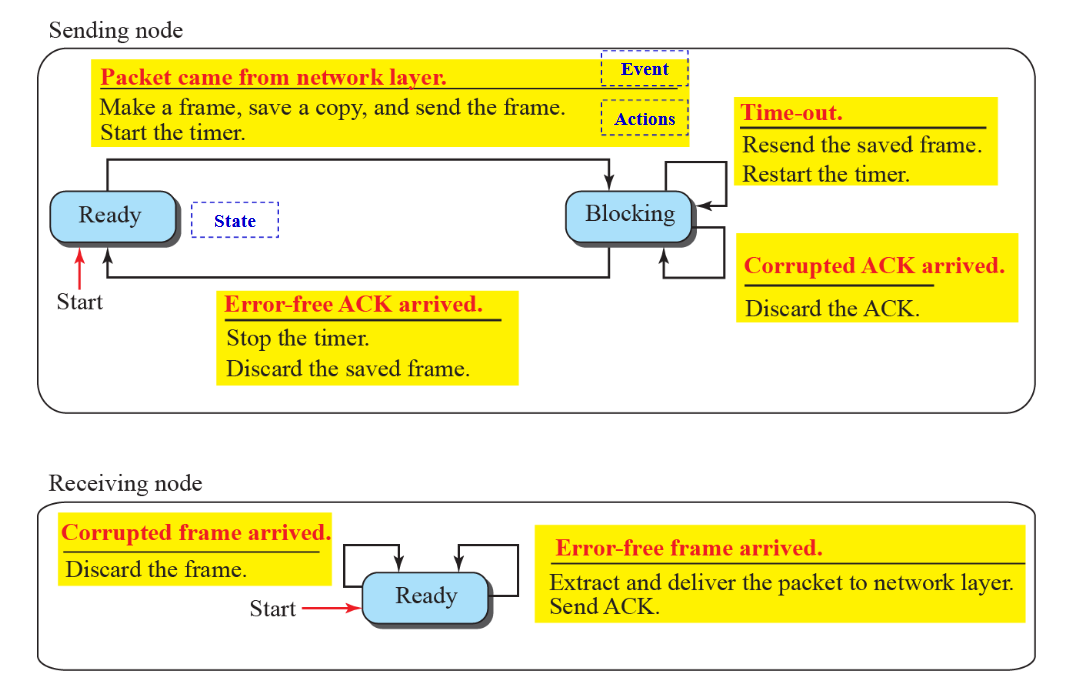 Sending node
Packet came from network layer.
Event
Make a frame, save a copy, and send the frame.
Start the timer.
Actions
Time-out.
Resend the saved frame.
Restart the timer.
Ready
State
Blocking
Start
Error-free ACK arrived.
Stop the timer.
Discard the saved frame.
Corrupted ACK arrived.
Discard the ACK.
Receiving node
Corrupted frame arrived.
Discard the frame.
Start
Ready
Error-free frame arrived.
Extract and deliver the packet to network layer.
Send ACK.